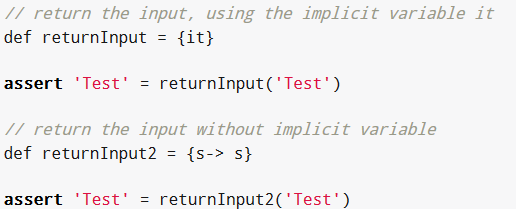 // return the input, using the implicit variable it
def returnInput = {it}
assert 'Test' = returnInput('Test')
// return the input without implicit variable
def returnInput2 = {s-> s}
assert 'Test' = returnInput2('Test')